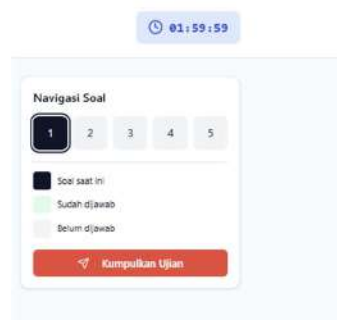 01:59:59
Navigasi Soal
1 2 3 4 5
Soal saat ini
Sudah dijawab
Belum dijawab
Kumpulkan Ujian